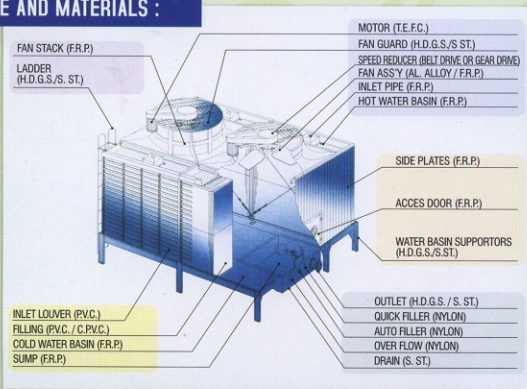 E AND MATERIALS :
FAN STACK (F.R.P.)
LADDER
(H.D.G.S./S. ST.)
MOTOR (T.E.F.C.)
FAN GUARD (H.D.G.S./S ST.)
SPEED REDUCER (BELT DRIVE OR GEAR DRIVE)
FAN ASS'Y (AL. ALLOY / F.R.P.)
INLET PIPE (F.R.P.)
HOT WATER BASIN (F.R.P.)
SIDE PLATES (F.R.P.)
ACCES DOOR (F.R.P.)
WATER BASIN SUPPORTORS
(H.D.G.S./S.ST.)
INLET LOUVER (P.V.C.)
FILLING (P.V.C. / C.P.V.C.)
COLD WATER BASIN (F.R.P.)
SUMP (F.R.P.)
OUTLET (H.D.G.S. / S. ST.)
QUICK FILLER (NYLON)
AUTO FILLER (NYLON)
OVER FLOW (NYLON)
DRAIN (S. ST.)